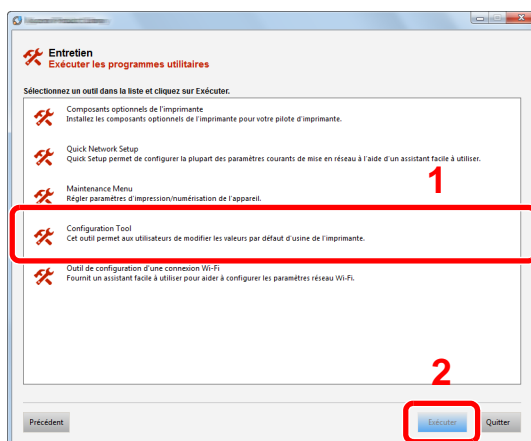 Entretien
Exécuter les programmes utilitaires
Sélectionnez un outil dans la liste et cliquez sur Exécuter.
Composants optionnels de l'imprimante
Installez les composants optionnels de l'imprimante pour votre pilote d'imprimante.
Quick Network Setup
Quick Setup permet de configurer la plupart des paramètres courants de mise en réseau à l'aide d'un assistant facile à utiliser.
1
Maintenance Menu
Régler paramètres d'impression/numérisation de l'appareil.
Configuration Tool
Cet outil permet aux utilisateurs de modifier les valeurs par défaut d'usine de l'imprimante.
Outil de configuration d'une connexion Wi-Fi
Fournit un assistant facile à utiliser pour aider à configurer les paramètres réseau Wi-Fi.
2
Précédent
Exécuter
Quitter